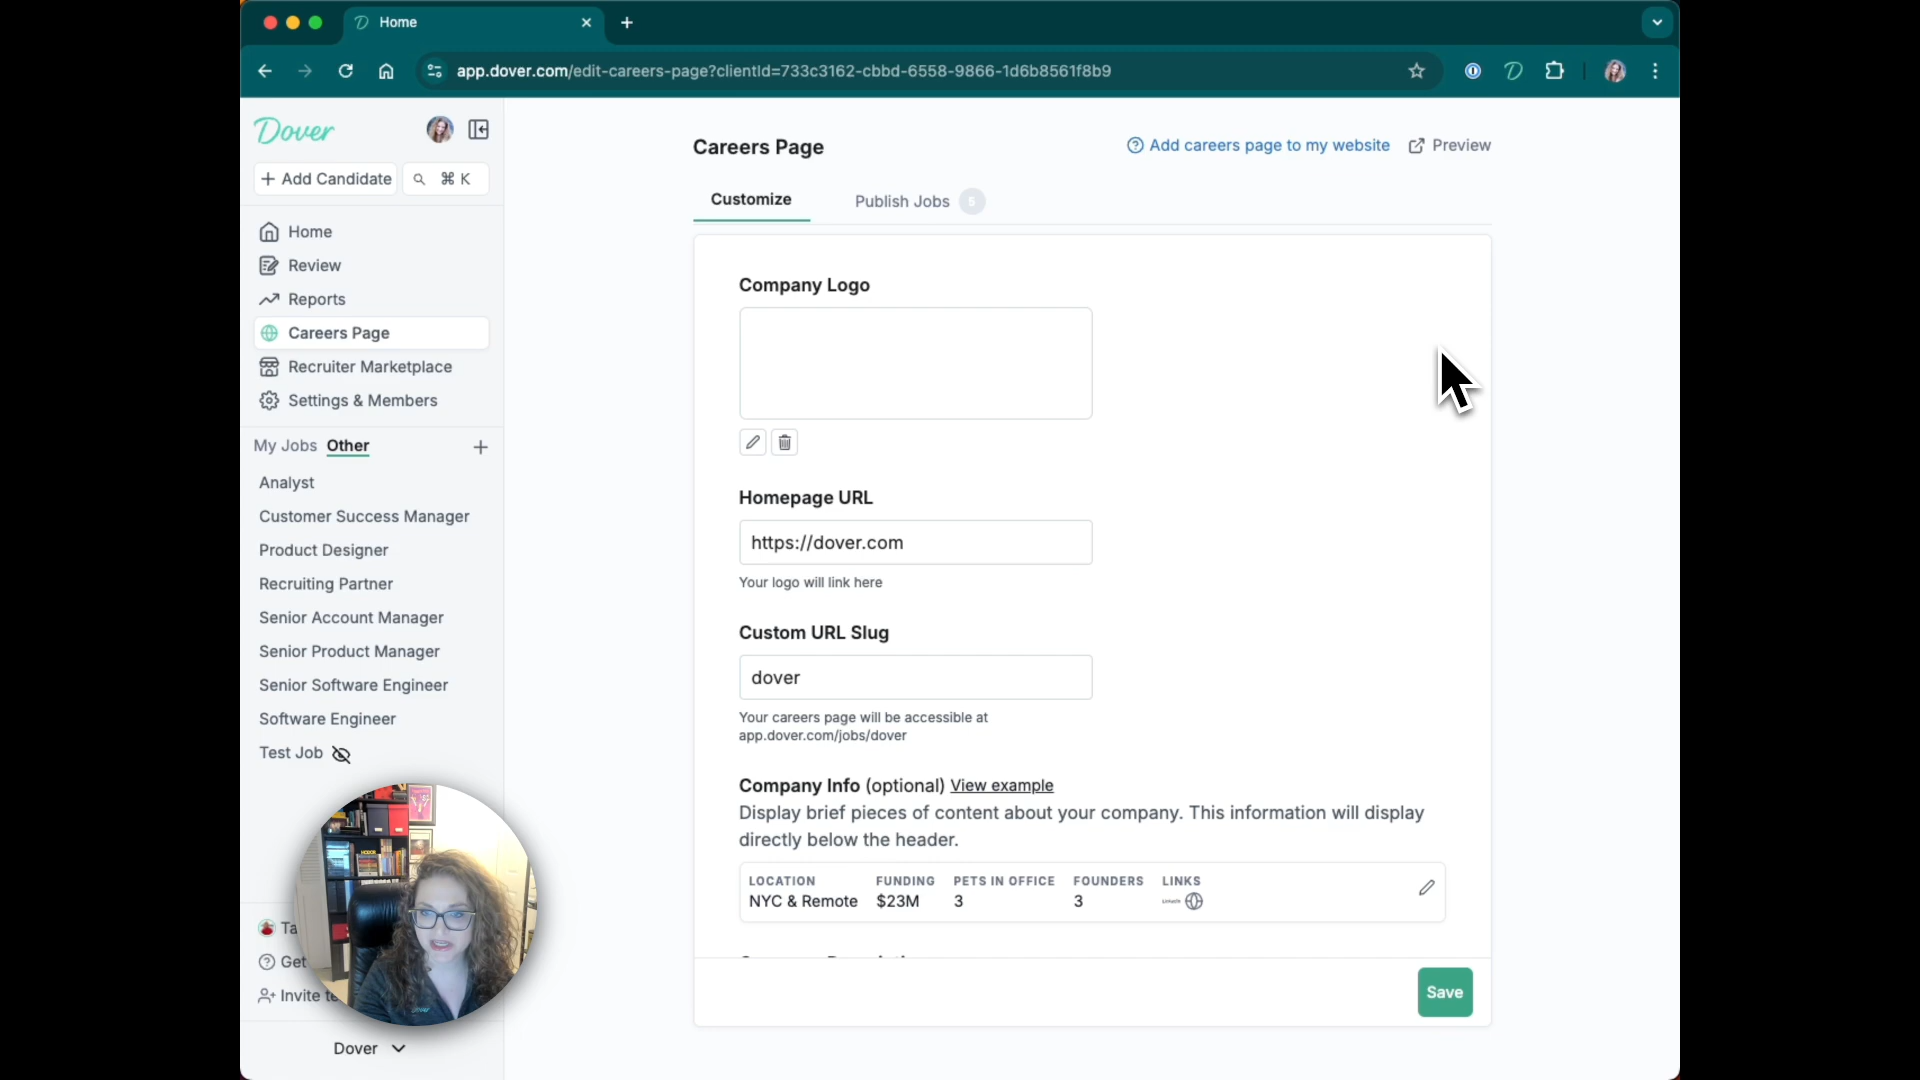 Home
app.dover.com/edit-careers-page?clientId=733c3162-cbbd-6558-9866-1d6b8561f8b9
Dover
Add Candidate
⌘ K
Home
Review
Reports
Careers Page
Recruiter Marketplace
Settings & Members
My Jobs Other
Analyst
Customer Success Manager
Product Designer
Recruiting Partner
Senior Account Manager
Senior Product Manager
Senior Software Engineer
Software Engineer
Test Job
Get
Invite
Dover
Careers Page
Add careers page to my website
Preview
Customize
Publish Jobs 5
Company Logo
Homepage URL
https://dover.com
Your logo will link here
Custom URL Slug
dover
Your careers page will be accessible at
app.dover.com/jobs/dover
Company Info (optional) View example
Display brief pieces of content about your company. This information will display
directly below the header.
LOCATION FUNDING PETS IN OFFICE FOUNDERS LINKS
NYC & Remote $23M 3 3
Save